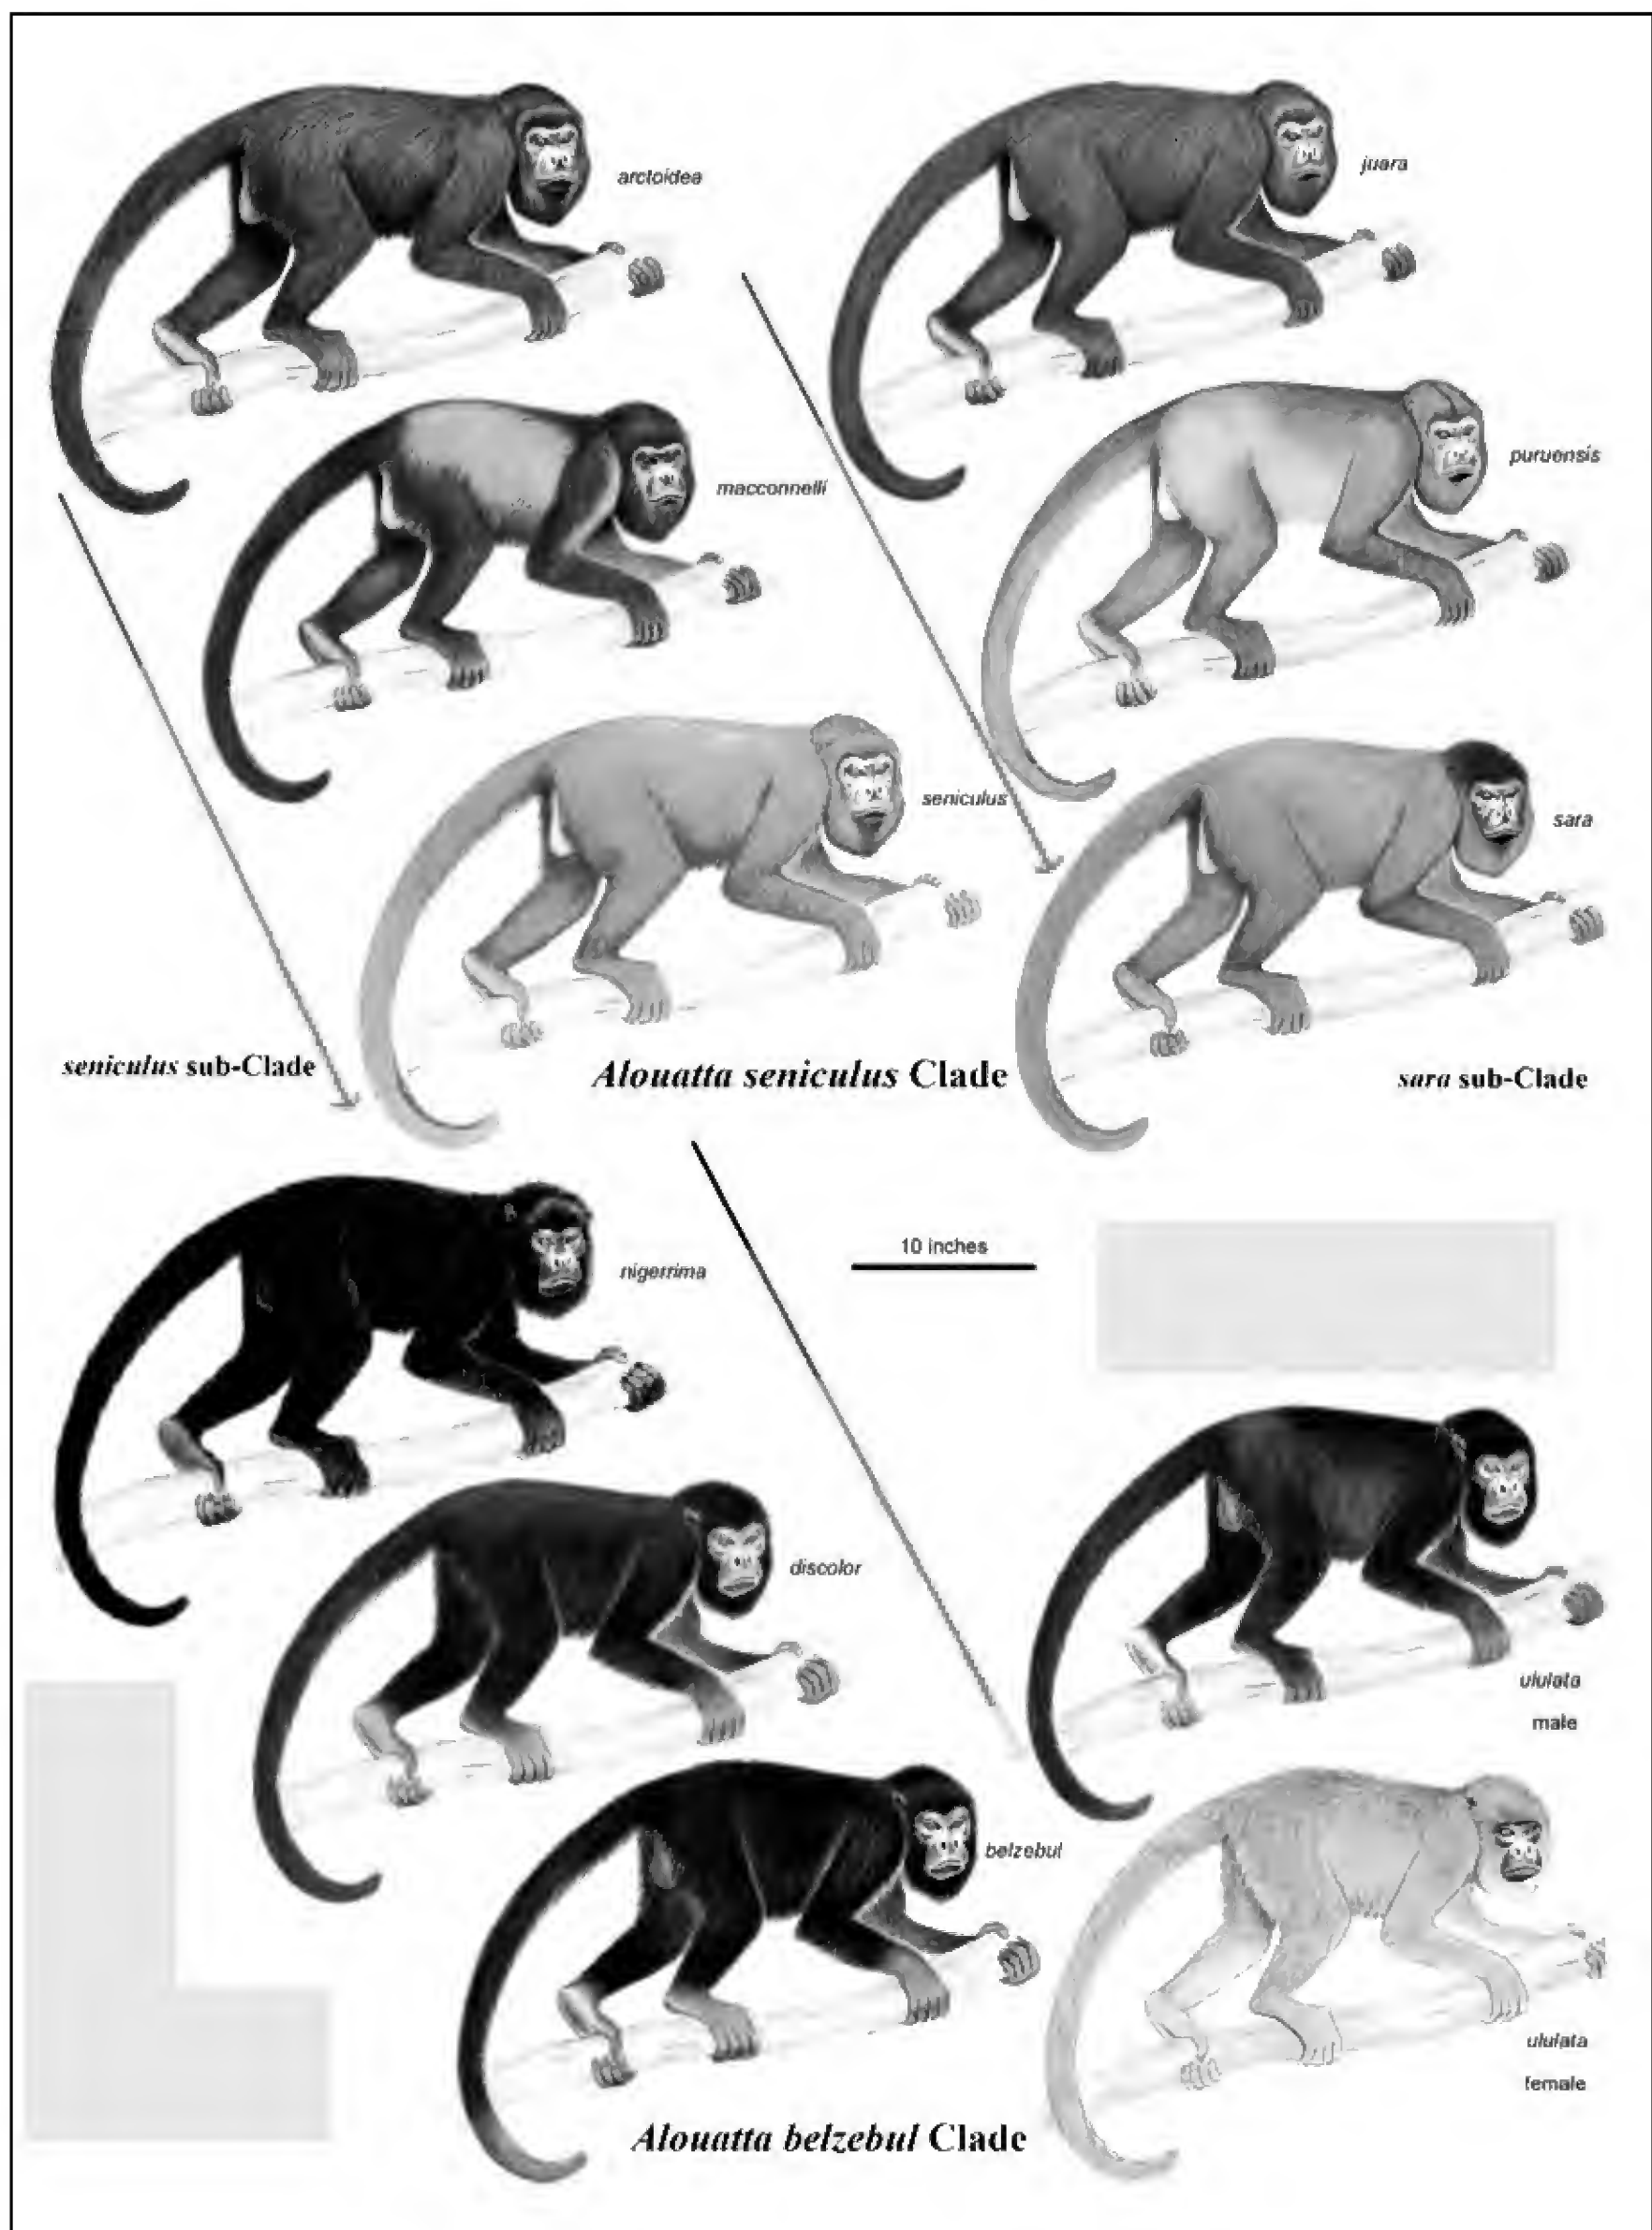 arctoidea
juara
macconnelli
puruensis
seniculus
sara
seniculus sub-Clade
Alouatta seniculus Clade
sara sub-Clade
nigerrima
10 inches
discolor
ululata
male
belzebul
ululata
female
Alouatta belzebul Clade